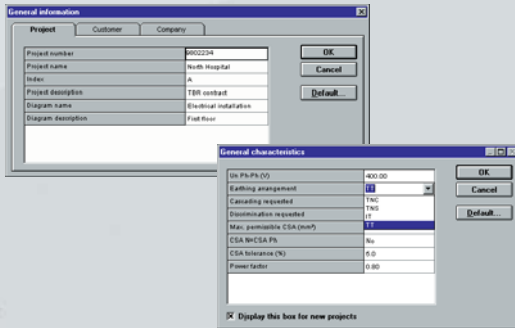 General information
Project Customer Company
Project number 9802234
Project name North Hospital
Index A
Project description TBR contract
Diagram name Electrical installation
Diagram description First floor
OK
Cancel
Default...
General characteristics
Un Ph-Ph (V) 400.00
Earthing arrangement TT
Cascading requested TNC
TNS
Discrimination requested IT
Max. permissible CSA (mm²) TT
CSA N=CSA Ph No
CSA tolerance (%) 5.0
Power factor 0.80
OK
Cancel
Default...
Display this box for new projects